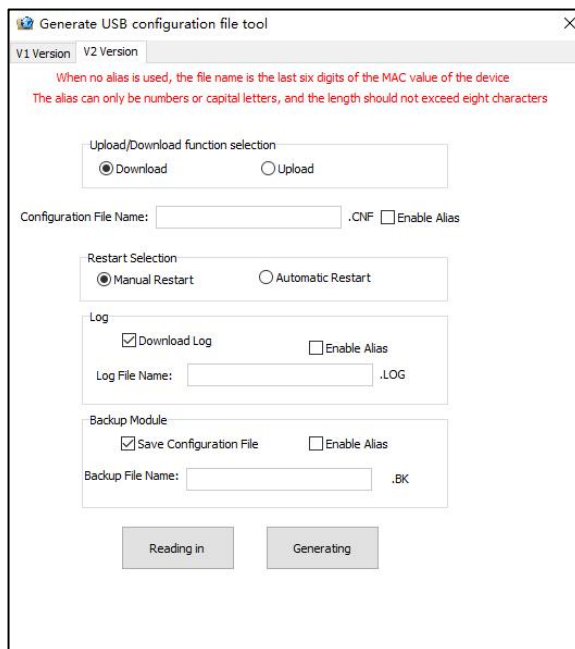 Generate USB configuration file tool
V1 Version V2 Version
When no alias is used, the file name is the last six digits of the MAC value of the device
The alias can only be numbers or capital letters, and the length should not exceed eight characters
Upload/Download function selection
Download Upload
Configuration File Name: .CNF Enable Alias
Restart Selection
Manual Restart Automatic Restart
Log
Download Log Enable Alias
Log File Name: .LOG
Backup Module
Save Configuration File Enable Alias
Backup File Name: .BK
Reading in Generating